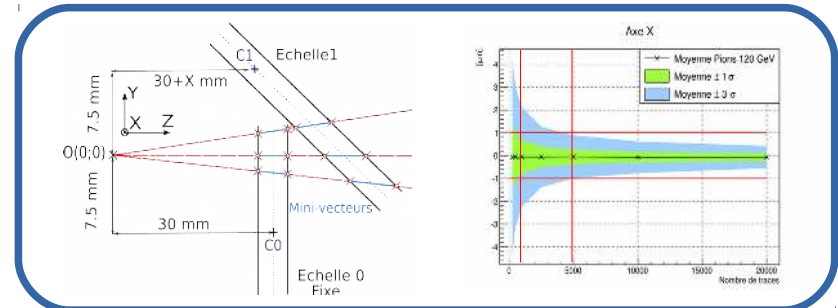 C1
Echelle1
30+X mm
7.5 mm
Y
X
Z
O(0;0)
7.5 mm
Mini-vecteurs
30 mm
C0
Echelle 0
Fixe
Axe X
[μm]
Moyenne Pions 120 GeV
Moyenne ± 1 σ
Moyenne ± 3 σ
4
3
2
1
0
-1
-2
-3
-4
0
5000
10000
15000
20000
Nombre de traces